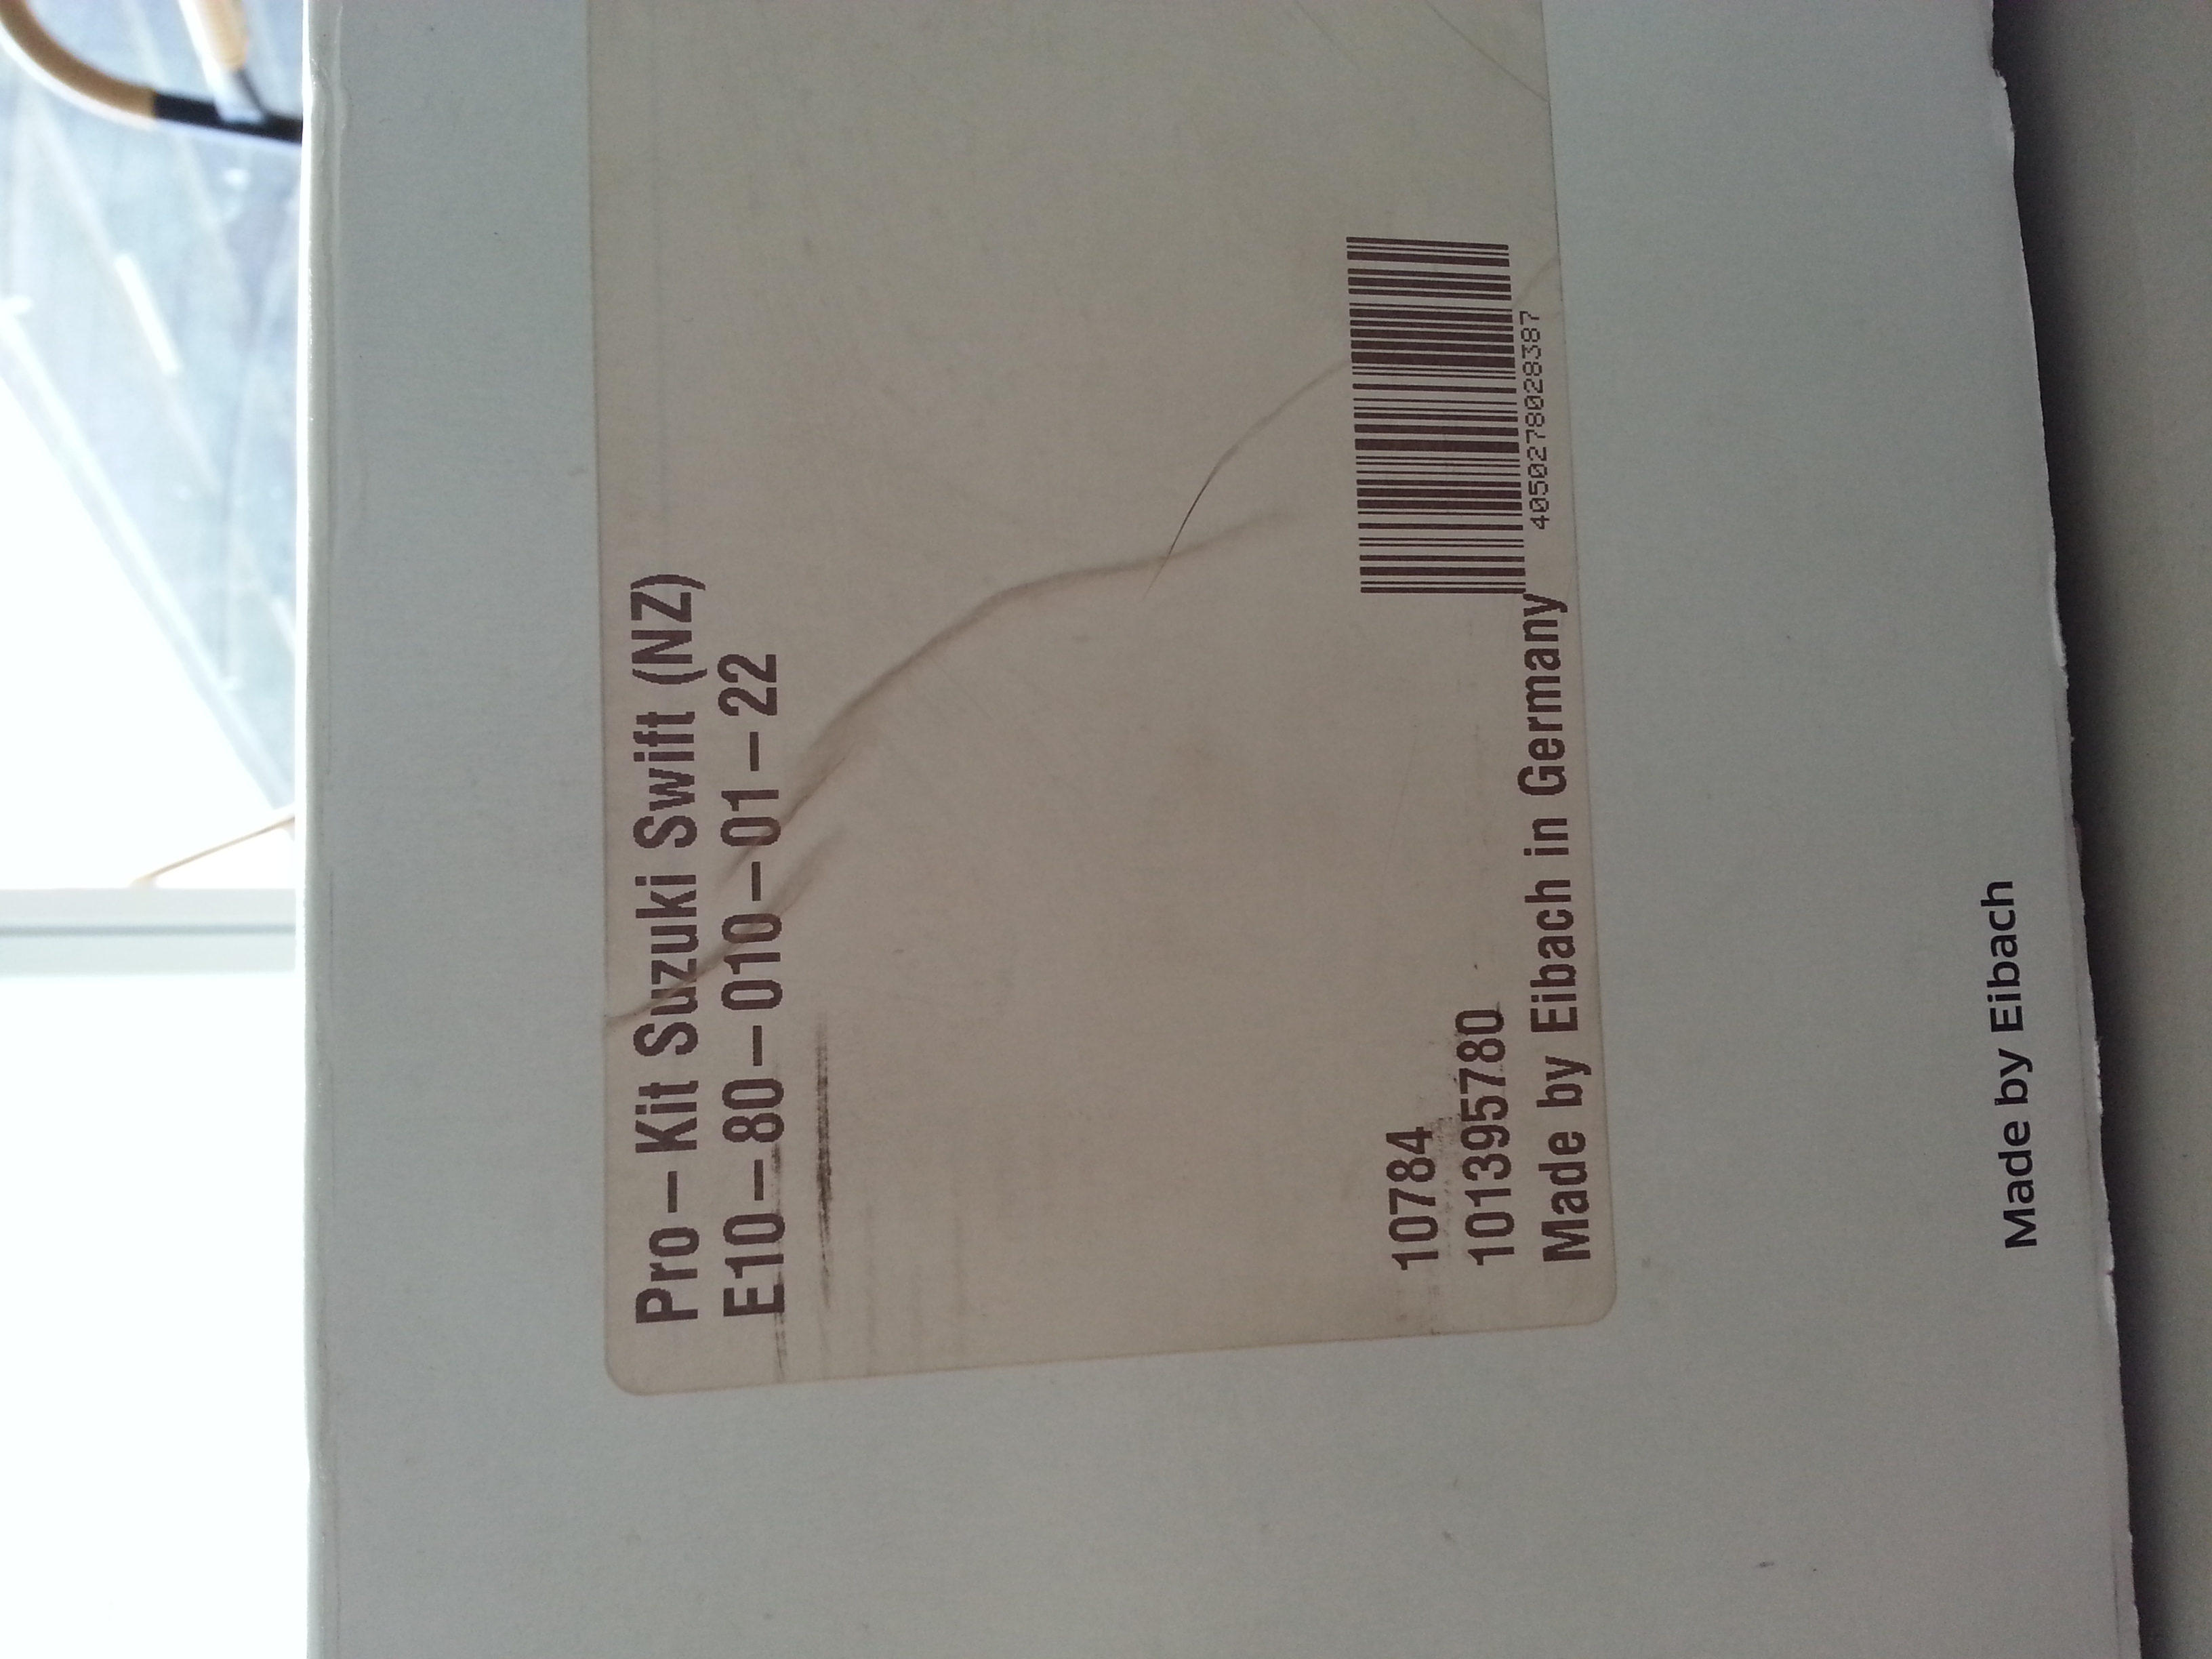 Pro-Kit Suzuki Swift (NZ)
E10-80-010-01-22
10784
101395780
Made by Eibach in Germany
4050278028387
Made by Eibach